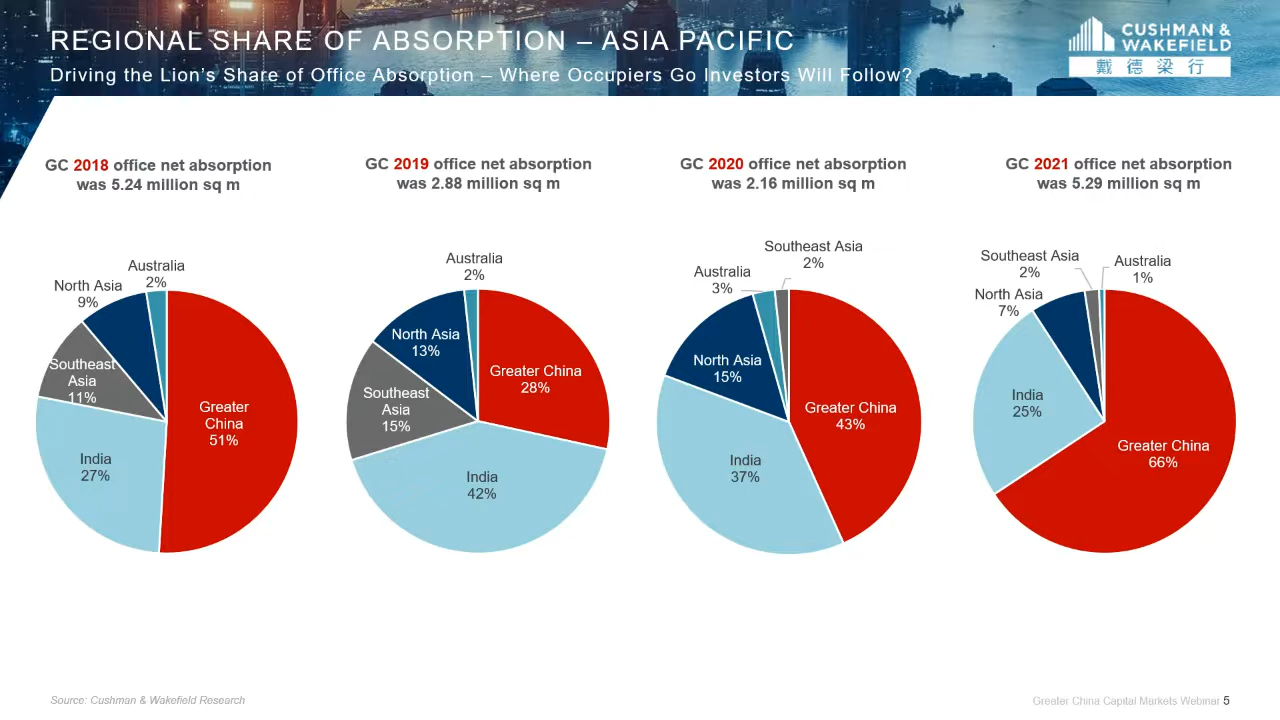 REGIONAL SHARE OF ABSORPTION – ASIA PACIFIC
Driving the Lion's Share of Office Absorption – Where Occupiers Go Investors Will Follow?
CUSHMAN &
WAKEFIELD
戴德梁行
GC 2018 office net absorption
was 5.24 million sq m
Australia
2%
North Asia
9%
Southeast
Asia
11%
Greater
China
51%
India
27%
GC 2019 office net absorption
was 2.88 million sq m
Australia
2%
North Asia
13%
Greater China
28%
Southeast
Asia
15%
India
42%
GC 2020 office net absorption
was 2.16 million sq m
Southeast Asia
2%
Australia
3%
North Asia
15%
Greater China
43%
India
37%
GC 2021 office net absorption
was 5.29 million sq m
Southeast Asia
2%
Australia
1%
North Asia
7%
India
25%
Greater China
66%
Source: Cushman & Wakefield Research
Greater China Capital Markets Webinar 5